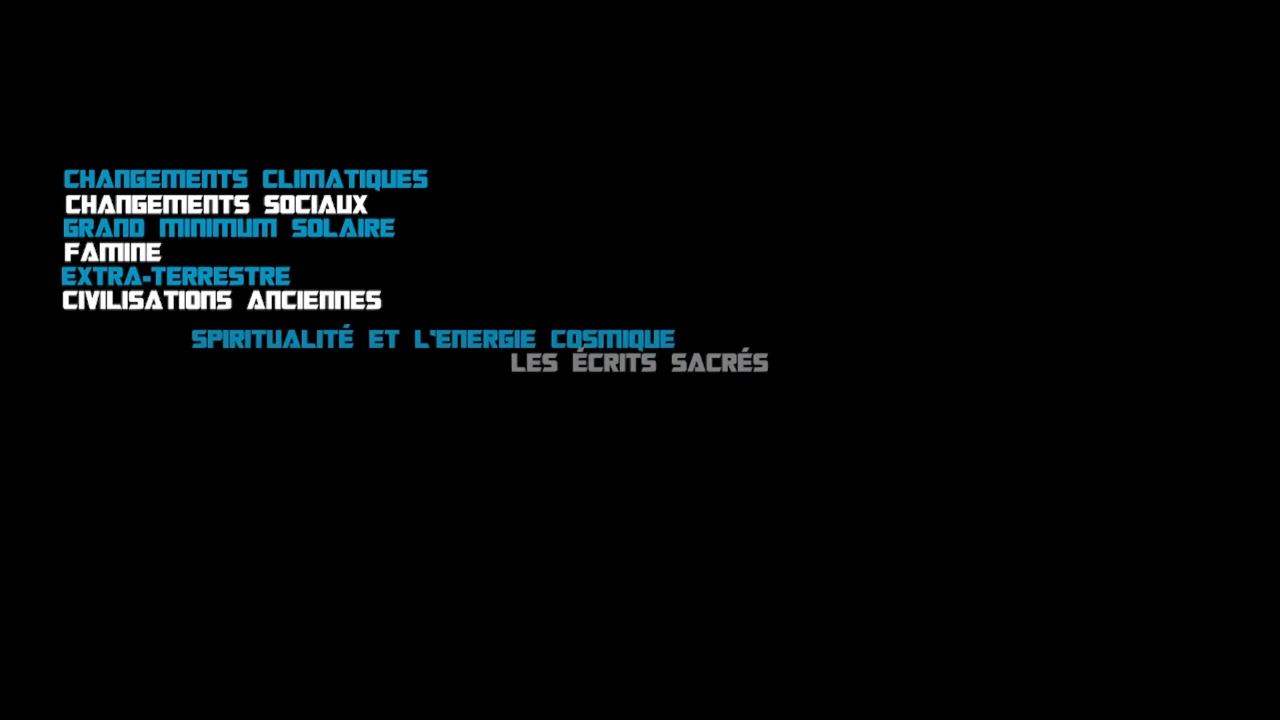 CHANGEMENTS CLIMATIQUES
CHANGEMENTS SOCIAUX
GRAND MINIMUM SOLAIRE
FAMINE
EXTRA-TERRESTRE
CIVILISATIONS ANCIENNES
SPIRITUALITÉ ET L'ENERGIE COSMIQUE
LES ÉCRITS SACRÉS